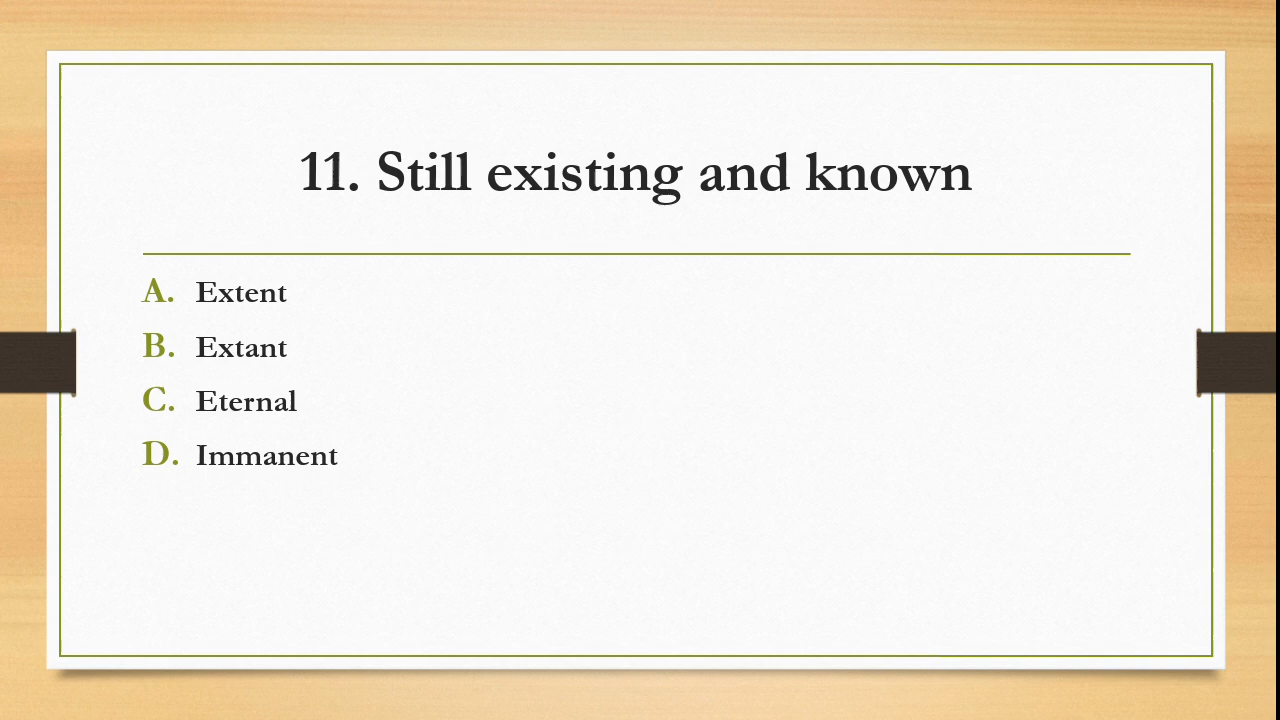 11. Still existing and known
A. Extent
B. Extant
C. Eternal
D. Immanent